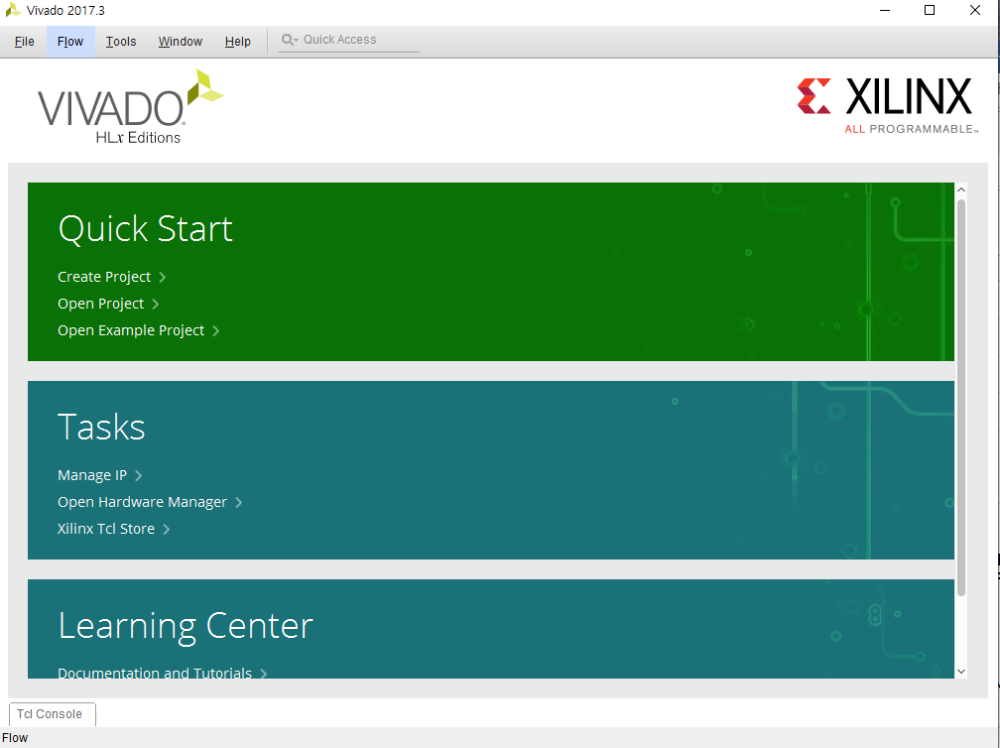 Vivado 2017.3
File Flow Tools Window Help Quick Access
VIVADO.
HLx Editions
XILINX
ALL PROGRAMMABLE™
Quick Start
Create Project
Open Project
Open Example Project
Tasks
Manage IP
Open Hardware Manager
Xilinx Tcl Store
Learning Center
Documentation and Tutorials
Tcl Console
Flow